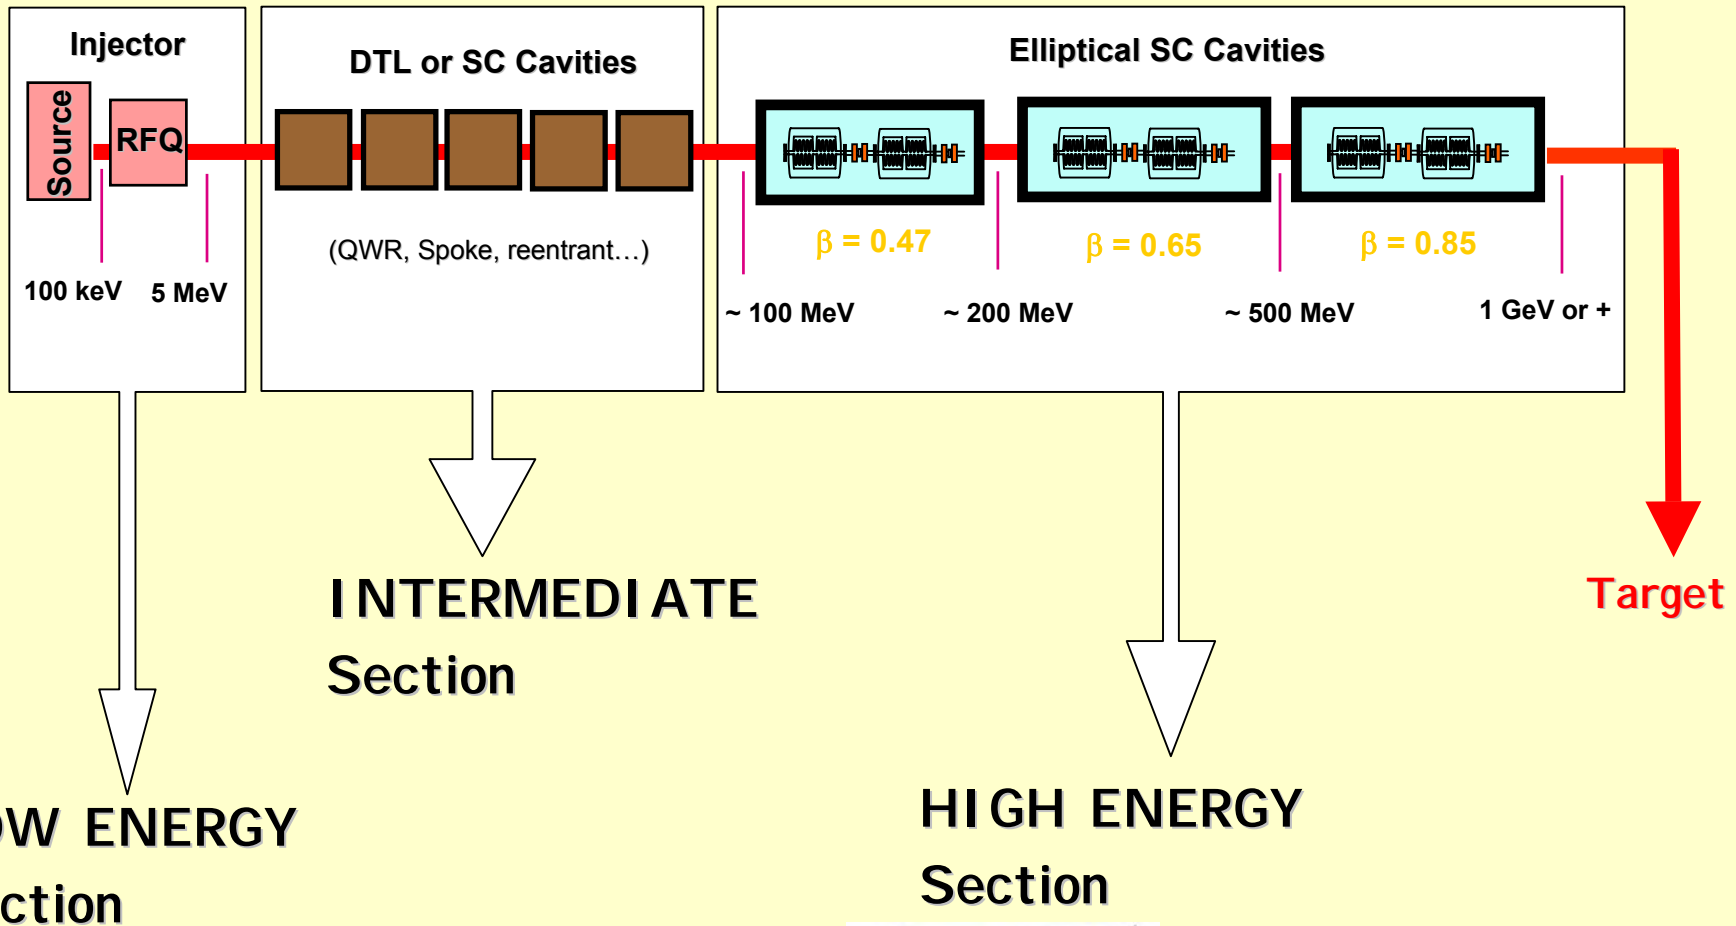 Injector
Source
RFQ
100 keV
5 MeV
DTL or SC Cavities
(QWR, Spoke, reentrant…)
Elliptical SC Cavities
β = 0.47
β = 0.65
β = 0.85
~ 100 MeV
~ 200 MeV
~ 500 MeV
1 GeV or +
Target
INTERMEDIATE
Section
OW ENERGY
ction
HIGH ENERGY
Section